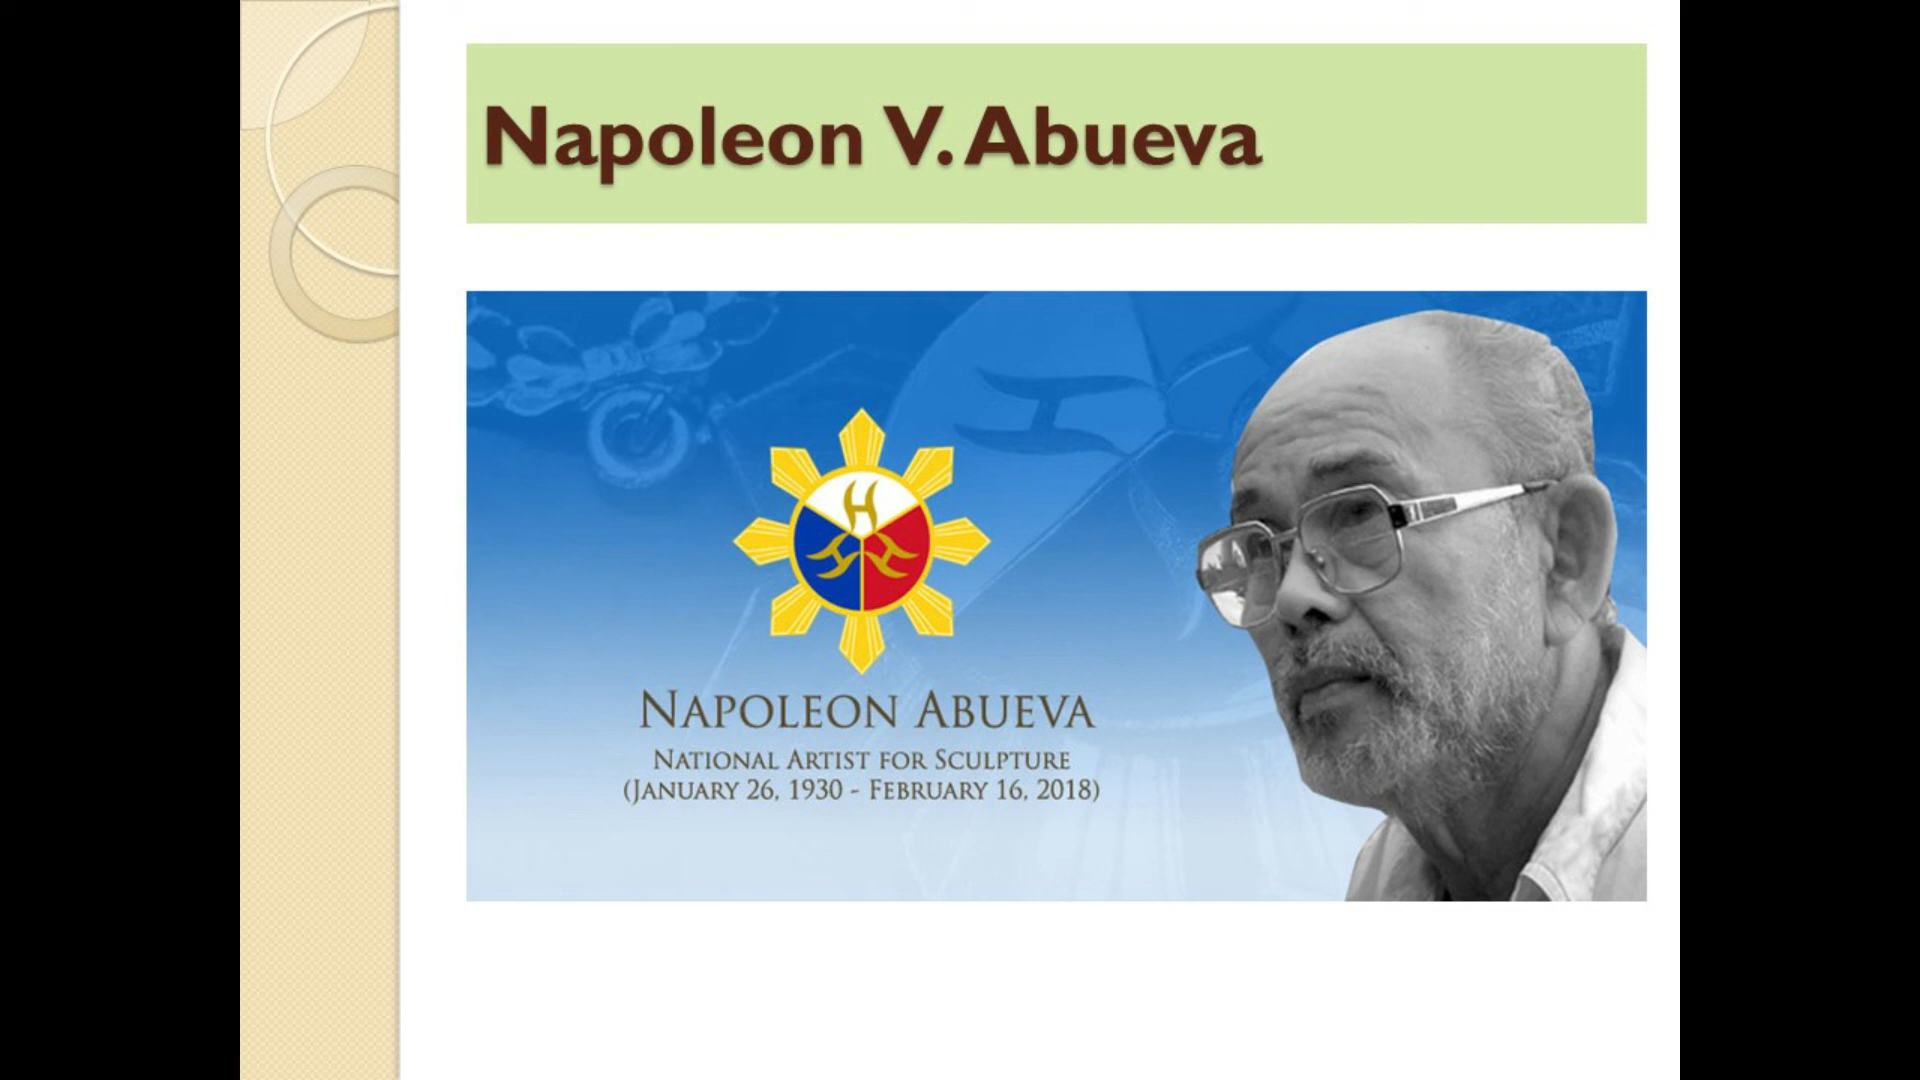 Napoleon V. Abueva
NAPOLEON ABUEVA
NATIONAL ARTIST FOR SCULPTURE
(JANUARY 26, 1930 - FEBRUARY 16, 2018)